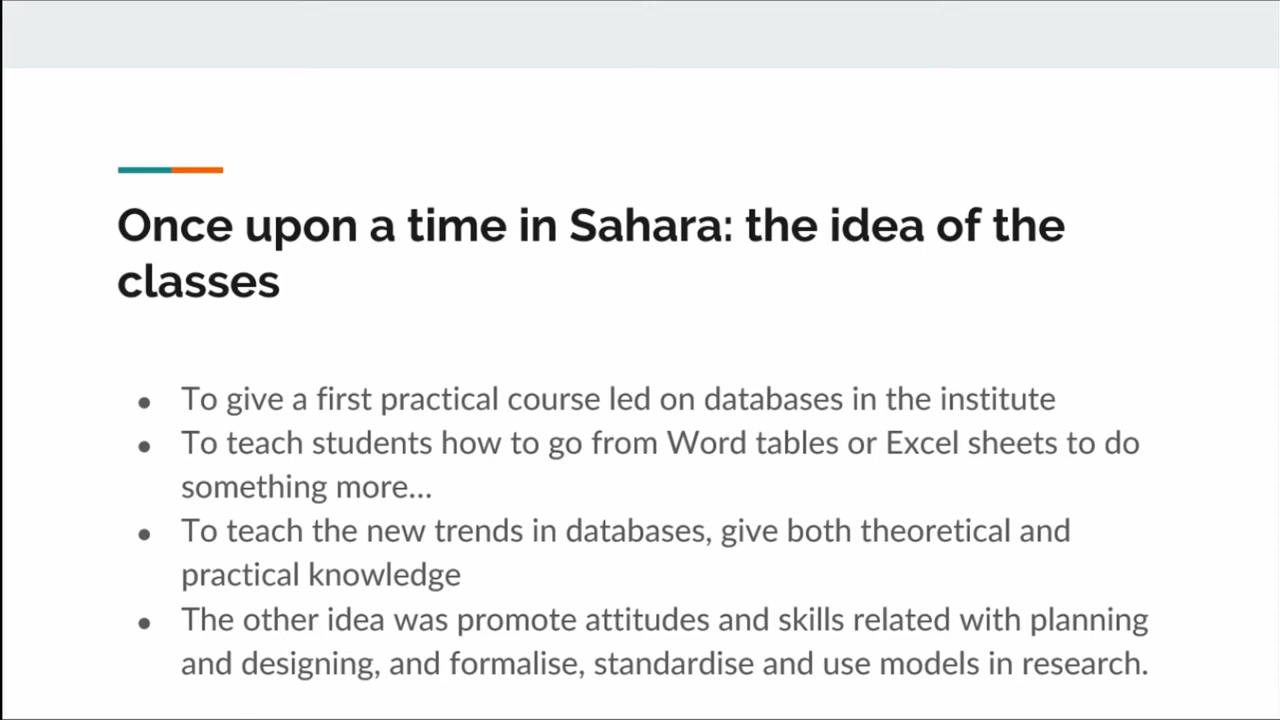 Once upon a time in Sahara: the idea of the
classes
● To give a first practical course led on databases in the institute
● To teach students how to go from Word tables or Excel sheets to do
something more...
● To teach the new trends in databases, give both theoretical and
practical knowledge
● The other idea was promote attitudes and skills related with planning
and designing, and formalise, standardise and use models in research.